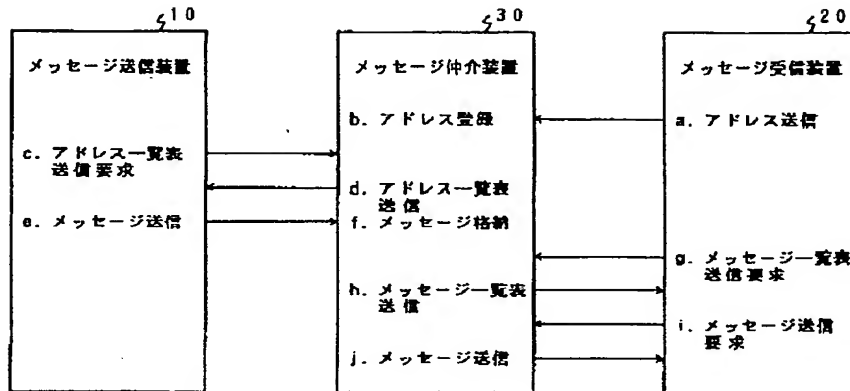 10
30
20
メッセージ送信装置
メッセージ仲介装置
メッセージ受信装置
b. アドレス登録
a. アドレス送信
c. アドレス一覧表
送信要求
d. アドレス一覧表
送信
e. メッセージ送信
f. メッセージ格納
g. メッセージ一覧表
送信要求
h. メッセージ一覧表
送信
i. メッセージ送信
要求
j. メッセージ送信